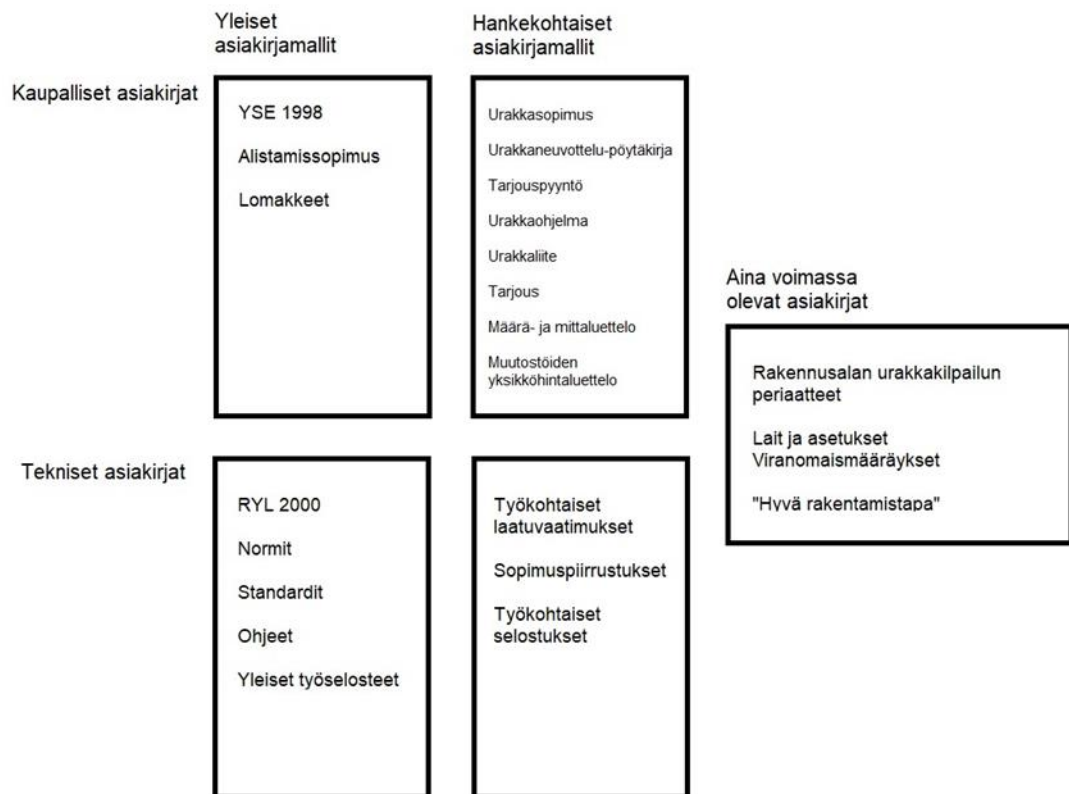 Yleiset
asiakirjamallit
Hankekohtaiset
asiakirjamallit
Kaupalliset asiakirjat
YSE 1998
Alistamissopimus
Lomakkeet
Urakkasopimus
Urakkaneuvottelu-pöytäkirja
Tarjouspyyntö
Urakkaohjelma
Urakkaliite
Tarjous
Määrä- ja mittaluettelo
Muutostöiden
yksikköhintaluettelo
Aina voimassa
olevat asiakirjat
Rakennusalan urakkakilpailun
periaatteet
Lait ja asetukset
Viranomaismääräykset
"Hyvä rakentamistapa"
Tekniset asiakirjat
RYL 2000
Normit
Standardit
Ohjeet
Yleiset työselosteet
Työkohtaiset
laatuvaatimukset
Sopimuspiirrustukset
Työkohtaiset
selostukset